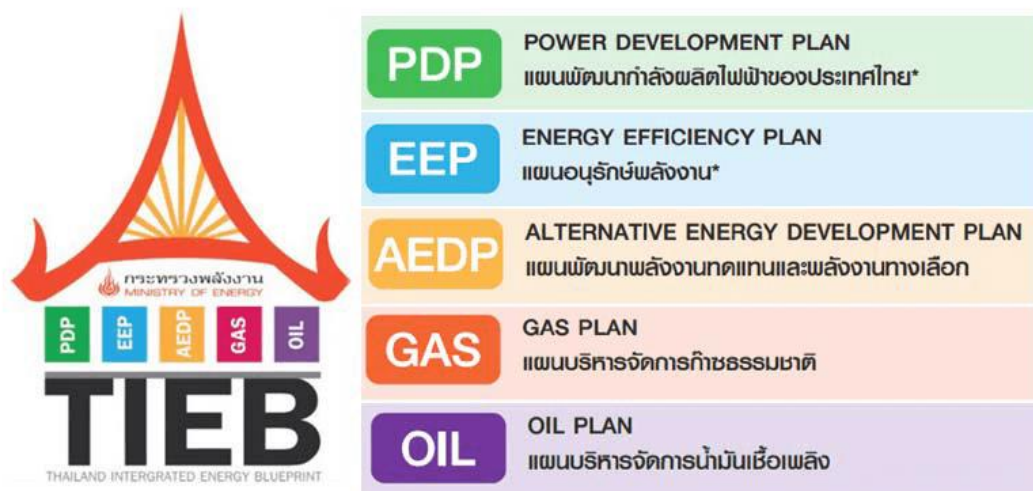 กระทรวงพลังงาน
MINISTRY OF ENERGY
PDP
EEP
AEDP
GAS
OIL
TIEB
THAILAND INTERGRATED ENERGY BLUEPRINT
PDP
POWER DEVELOPMENT PLAN
แผนพัฒนากำลังผลิตไฟฟ้าของประเทศไทย*
EEP
ENERGY EFFICIENCY PLAN
แผนอนุรักษ์พลังงาน*
AEDP
ALTERNATIVE ENERGY DEVELOPMENT PLAN
แผนพัฒนาพลังงานทดแทนและพลังงานทางเลือก
GAS
GAS PLAN
แผนบริหารจัดการก๊าซธรรมชาติ
OIL
OIL PLAN
แผนบริหารจัดการน้ำมันเชื้อเพลิง